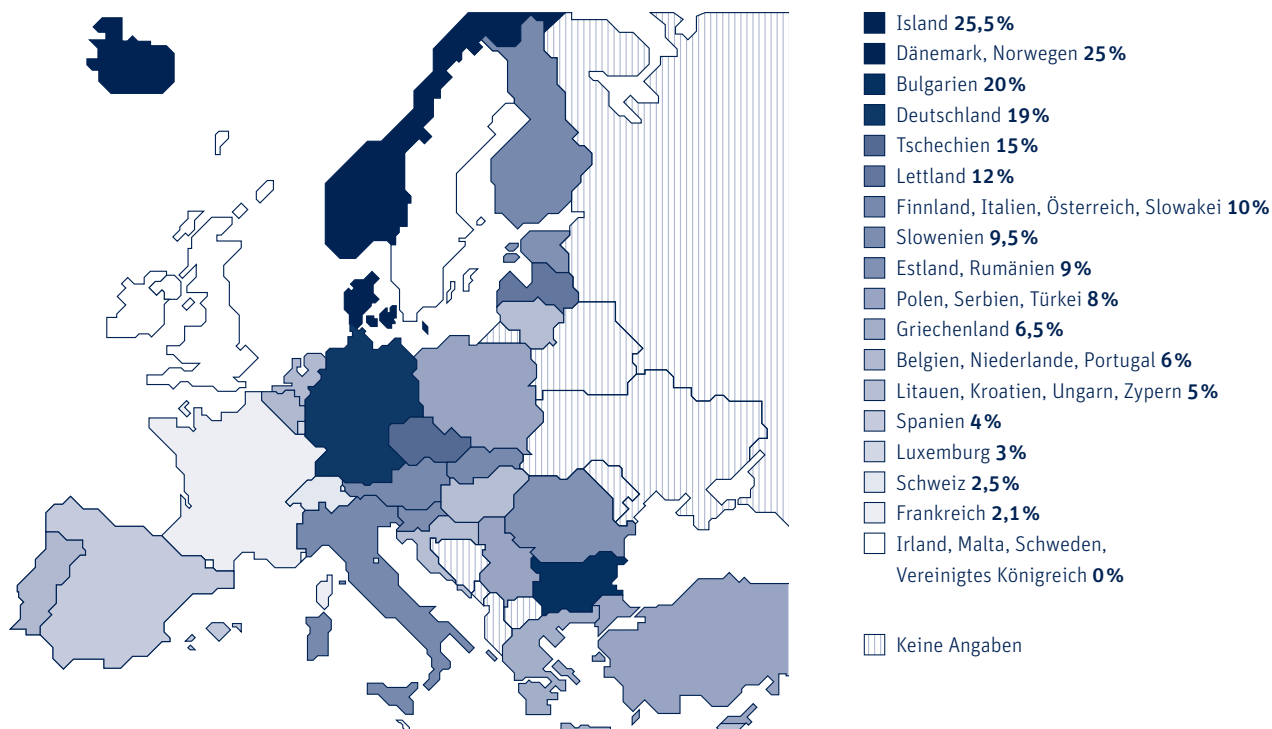 Island 25,5%
Dänemark, Norwegen 25%
Bulgarien 20%
Deutschland 19%
Tschechien 15%
Lettland 12%
Finnland, Italien, Österreich, Slowakei 10%
Slowenien 9,5%
Estland, Rumänien 9%
Polen, Serbien, Türkei 8%
Griechenland 6,5%
Belgien, Niederlande, Portugal 6%
Litauen, Kroatien, Ungarn, Zypern 5%
Spanien 4%
Luxemburg 3%
Schweiz 2,5%
Frankreich 2,1%
Irland, Malta, Schweden,
Vereinigtes Königreich 0%
Keine Angaben